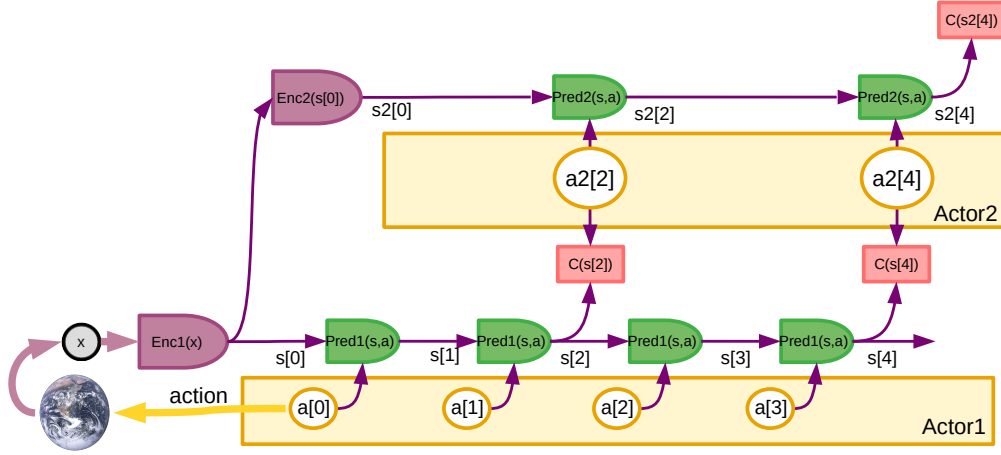 C(s2[4])
Enc2(s[0])
s2[0]
Pred2(s,a)
s2[2]
Pred2(s,a)
s2[4]
a2[2]
a2[4]
Actor2
C(s[2])
C(s[4])
x
Enc1(x)
s[0]
Pred1(s,a)
s[1]
Pred1(s,a)
s[2]
Pred1(s,a)
s[3]
Pred1(s,a)
s[4]
action
a[0]
a[1]
a[2]
a[3]
Actor1